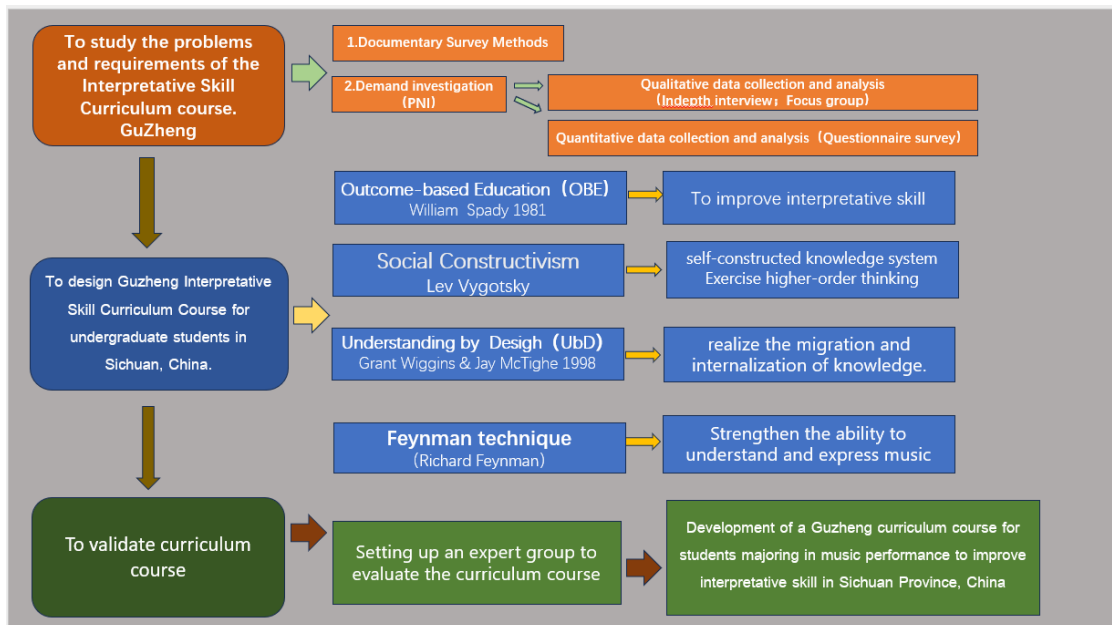 To study the problems
and requirements of the
Interpretative Skill
Curriculum course.
GuZheng
1.Documentary Survey Methods
2.Demand investigation
（PNI）
Qualitative data collection and analysis
（Indepth interview；Focus group）
Quantitative data collection and analysis（Questionnaire survey）
Outcome-based Education（OBE）
William Spady 1981
To improve interpretative skill
To design Guzheng Interpretative
Skill Curriculum Course for
undergraduate students in
Sichuan, China.
Social Constructivism
Lev Vygotsky
self-constructed knowledge system
Exercise higher-order thinking
Understanding by Desigh（UbD）
Grant Wiggins & Jay McTighe 1998
realize the migration and
internalization of knowledge.
Feynman technique
（Richard Feynman）
Strengthen the ability to
understand and express music
To validate curriculum
course
Setting up an expert group to
evaluate the curriculum course
Development of a Guzheng curriculum course for
students majoring in music performance to improve
interpretative skill in Sichuan Province, China